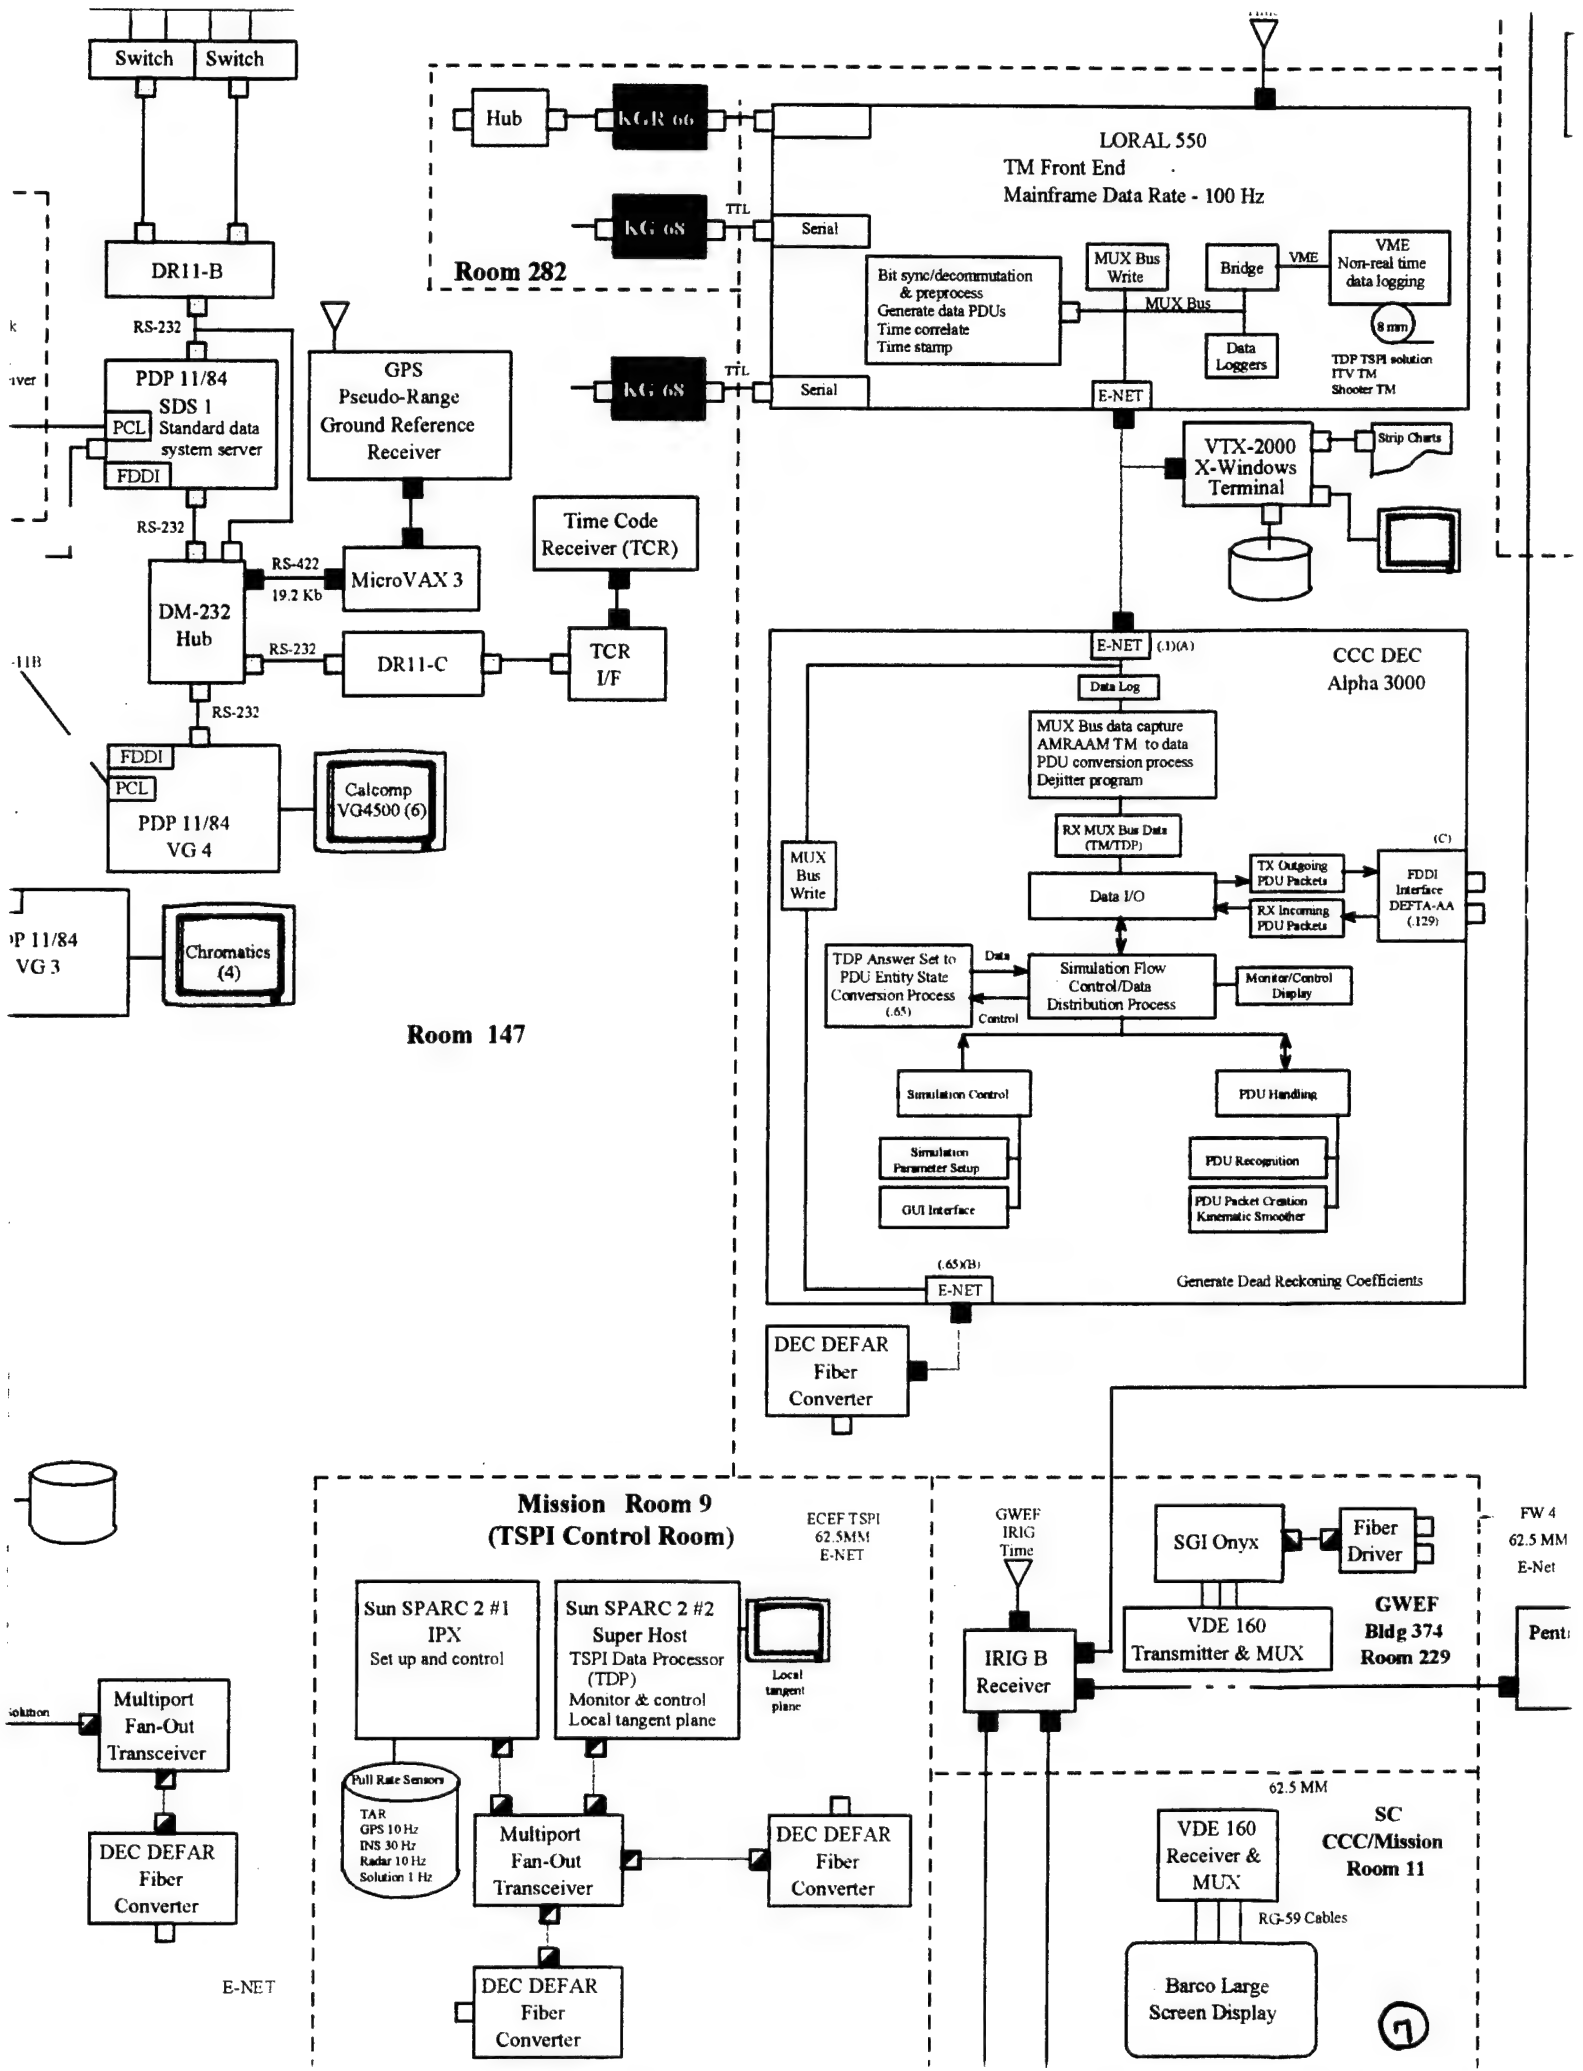 Switch
Switch
DR11-B
RS-232
PDP 11/84
SDS 1
Standard data
system server
PCL
FDDI
RS-232
k
iver
GPS
Pseudo-Range
Ground Reference
Receiver
Time Code
Receiver (TCR)
RS-422
19.2 Kb
MicroVAX 3
DM-232
Hub
RS-232
DR11-C
TCR
I/F
-11B
RS-232
FDDI
PCL
PDP 11/84
VG 4
Calcomp
VG4500 (6)
P 11/84
VG 3
Chromatics
(4)
Room 147
Hub
KGR 66
KG 68
TTL
Room 282
KG 68
TTL
LORAL 550
TM Front End
Mainframe Data Rate - 100 Hz
Serial
Serial
Bit sync/decommutation
& preprocess
Generate data PDUs
Time correlate
Time stamp
MUX Bus
Write
MUX Bus
Bridge
VME
VME
Non-real time
data logging
8 mm
Data
Loggers
TDP TSPI solution
ITV TM
Shooter TM
E-NET
VTX-2000
X-Windows
Terminal
Strip Charts
E-NET
(.1)(A)
CCC DEC
Alpha 3000
Data Log
MUX Bus data capture
AMRAAM TM to data
PDU conversion process
Dejitter program
RX MUX Bus Data
(TM/TDP)
MUX
Bus
Write
Data I/O
TX Outgoing
PDU Packets
RX Incoming
PDU Packets
(C)
FDDI
Interface
DEFTA-AA
(.129)
TDP Answer Set to
PDU Entity State
Conversion Process
(.65)
Data
Control
Simulation Flow
Control/Data
Distribution Process
Monitor/Control
Display
Simulation Control
PDU Handling
Simulation
Parameter Setup
GUI Interface
PDU Recognition
PDU Packet Creation
Kinematic Smoother
(.65)(B)
E-NET
Generate Dead Reckoning Coefficients
DEC DEFAR
Fiber
Converter
Mission Room 9
(TSPI Control Room)
ECEF TSPI
62.5MM
E-NET
Sun SPARC 2 #1
IPX
Set up and control
Sun SPARC 2 #2
Super Host
TSPI Data Processor
(TDP)
Monitor & control
Local tangent plane
Local
tangent
plane
Full Rate Sensors
TAR
GPS 10 Hz
INS 30 Hz
Radar 10 Hz
Solution 1 Hz
Multiport
Fan-Out
Transceiver
DEC DEFAR
Fiber
Converter
DEC DEFAR
Fiber
Converter
olution
Multiport
Fan-Out
Transceiver
DEC DEFAR
Fiber
Converter
E-NET
GWEF
IRIG
Time
IRIG B
Receiver
SGI Onyx
Fiber
Driver
VDE 160
Transmitter & MUX
GWEF
Bldg 374
Room 229
FW 4
62.5 MM
E-Net
Pent
62.5 MM
VDE 160
Receiver &
MUX
SC
CCC/Mission
Room 11
RG-59 Cables
Barco Large
Screen Display
7